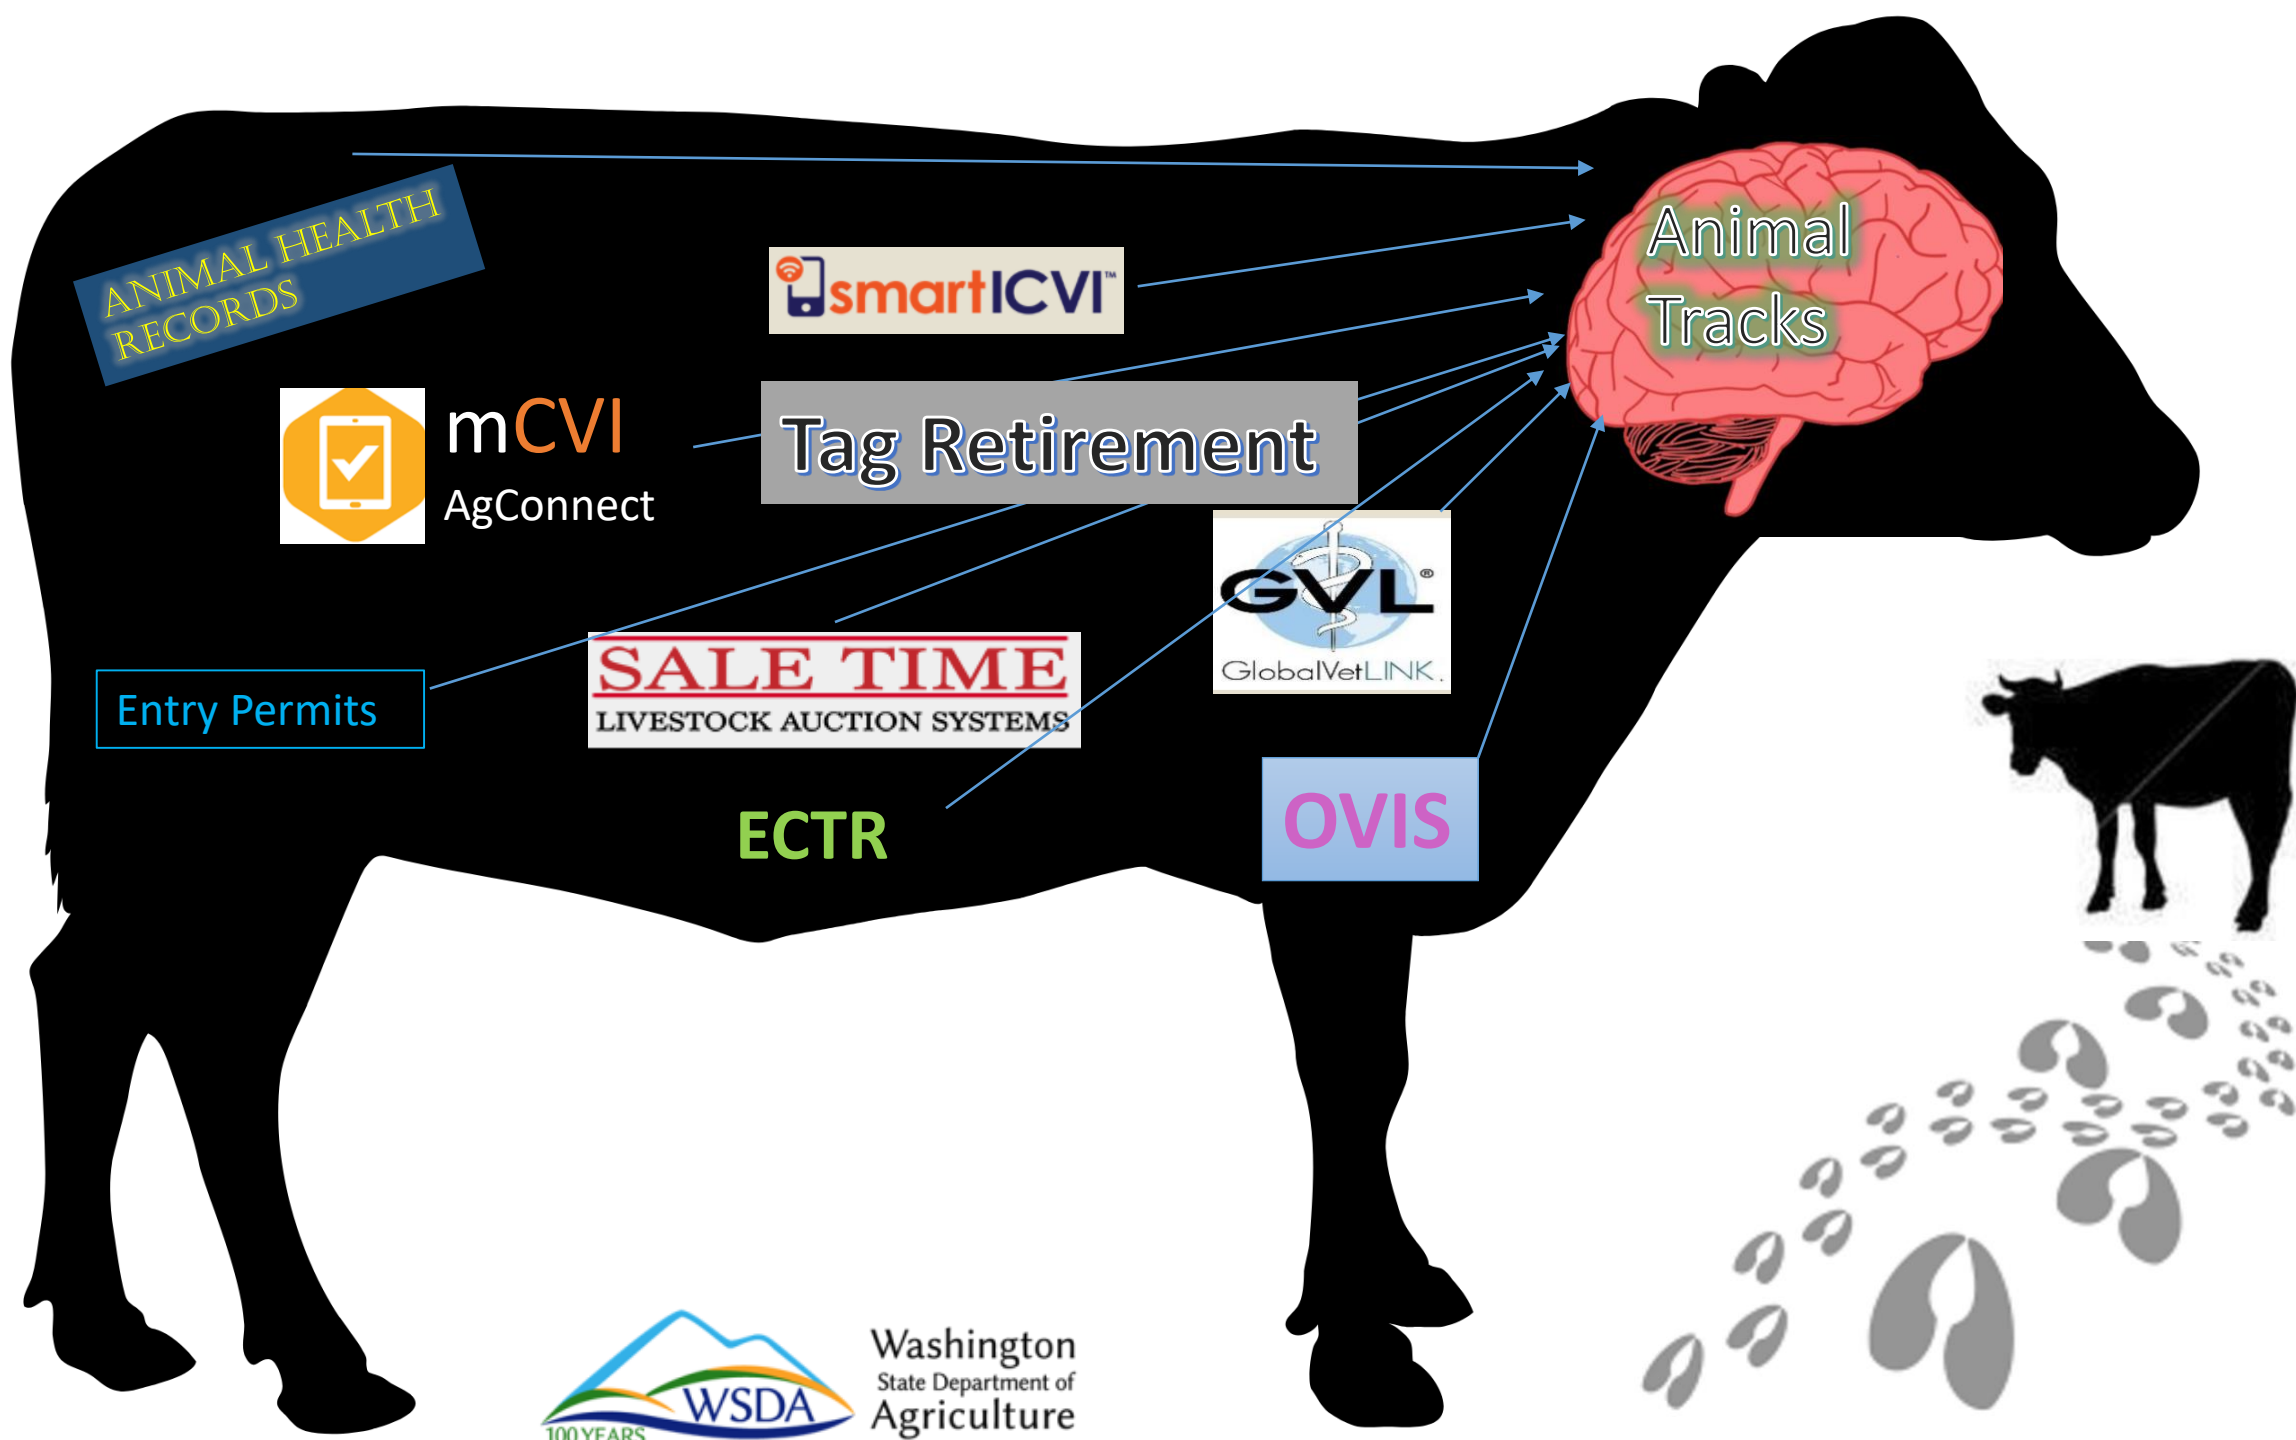 ANIMAL HEALTH
RECORDS
smartICVI™
Animal
Tracks
mCVI
AgConnect
Tag Retirement
GVL®
GlobalVetLINK.
Entry Permits
SALE TIME
LIVESTOCK AUCTION SYSTEMS
ECTR
OVIS
WSDA
100 YEARS
Washington
State Department of
Agriculture